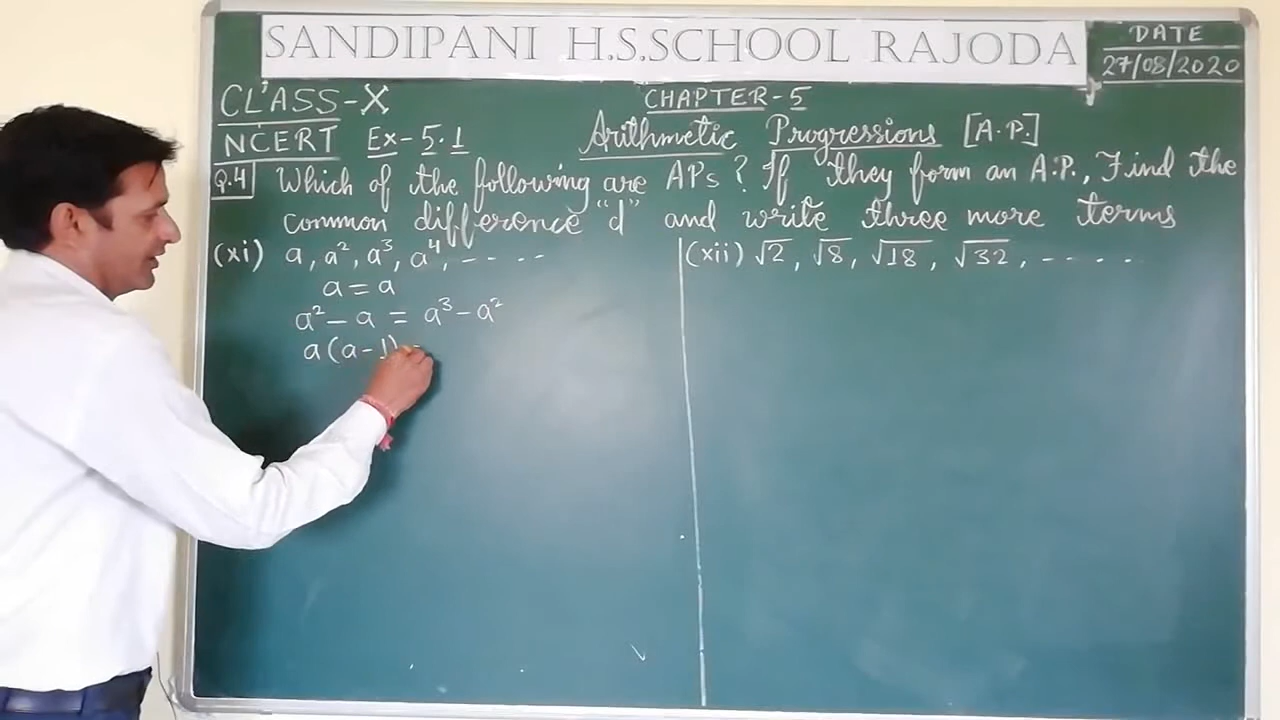 SANDIPANI H.S.SCHOOL RAJODA
DATE
27/08/2020
CLASS-X
CHAPTER-5
NCERT Ex-5.1
Arithmetic Progressions [A.P.]
Q.4 Which of the following are APs? If they form an A.P., Find the
common difference "d" and write three more terms
(xi) a, a², a³, a⁴, -----
a = a
a² - a = a³ - a²
a(a-1) =
(xii) √2, √8, √18, √32, -----